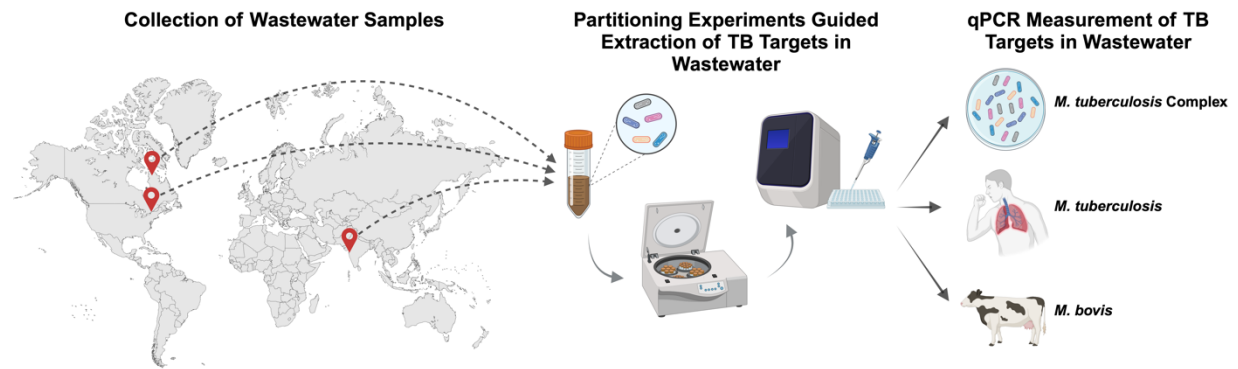 Collection of Wastewater Samples
Partitioning Experiments Guided
Extraction of TB Targets in
Wastewater
qPCR Measurement of TB
Targets in Wastewater
M. tuberculosis Complex
M. tuberculosis
M. bovis